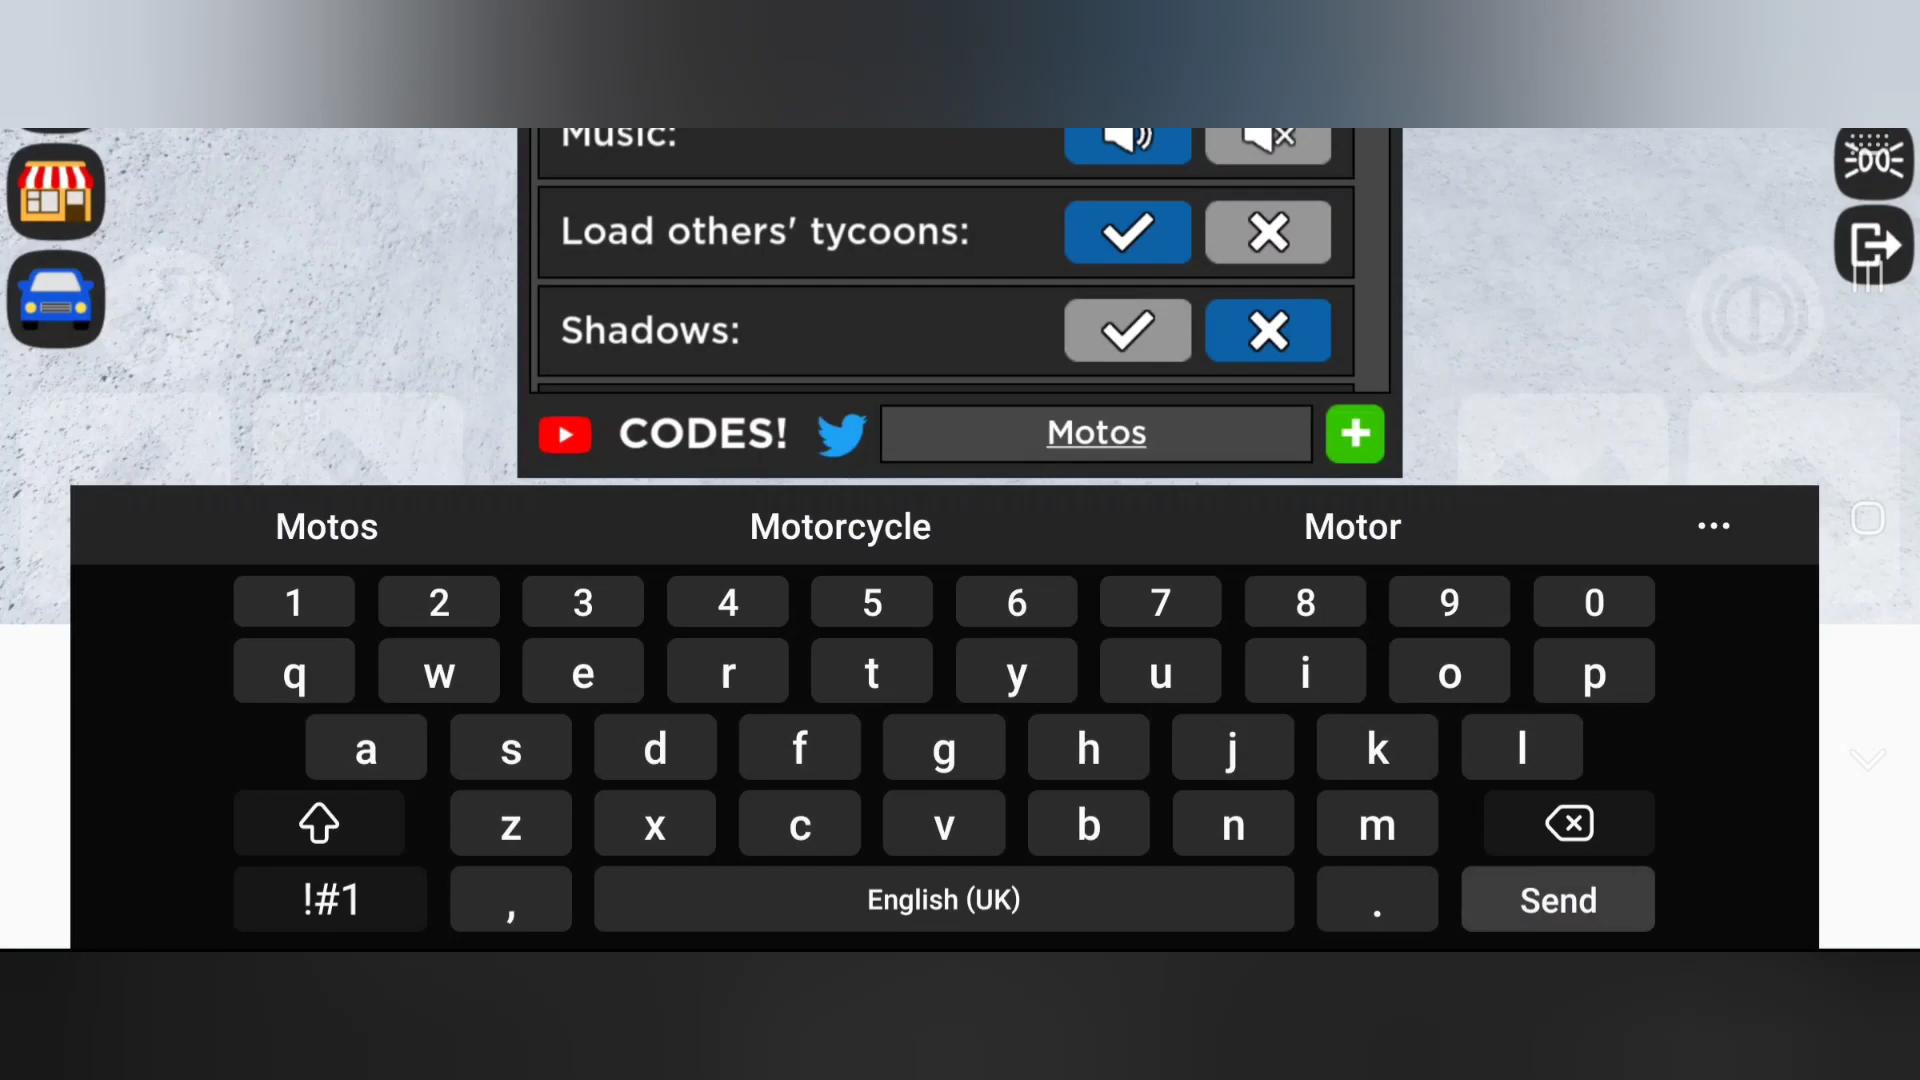 Music:
Load others' tycoons:
Shadows:
CODES! Motos
Motos Motorcycle Motor ...
1 2 3 4 5 6 7 8 9 0
q w e r t y u i o p
a s d f g h j k l
z x c v b n m
!#1 , English (UK) . Send